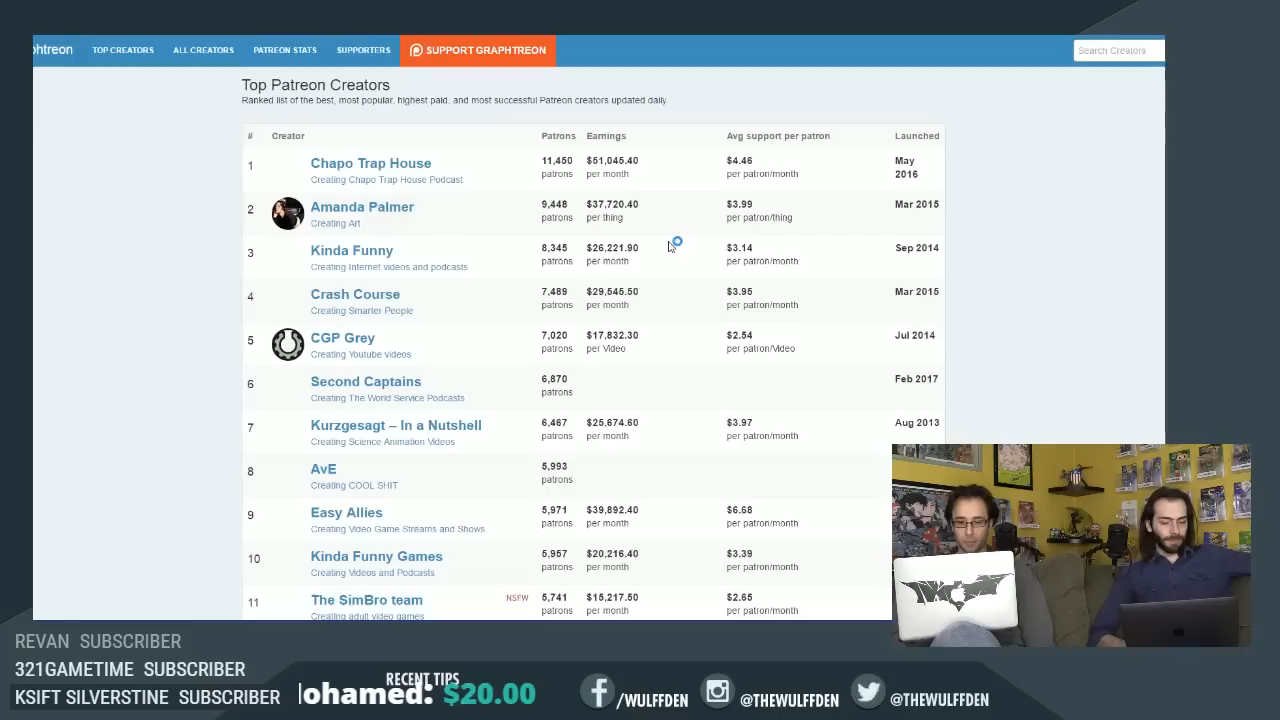 ohtreon TOP CREATORS ALL CREATORS PATREON STATS SUPPORTERS SUPPORT GRAPHTREON Search Creators
Top Patreon Creators
Ranked list of the best, most popular, highest paid, and most successful Patreon creators updated daily.
# Creator Patrons Earnings Avg support per patron Launched
1 Chapo Trap House 11,450 $51,045.40 $4.46 May
Creating Chapo Trap House Podcast patrons per month per patron/month 2016
2 Amanda Palmer 9,448 $37,720.40 $3.99 Mar 2015
Creating Art patrons per thing per patron/thing
3 Kinda Funny 8,345 $26,221.90 $3.14 Sep 2014
Creating Internet videos and podcasts patrons per month per patron/month
4 Crash Course 7,489 $29,545.50 $3.95 Mar 2015
Creating Smarter People patrons per month per patron/month
5 CGP Grey 7,020 $17,832.30 $2.54 Jul 2014
Creating Youtube videos patrons per Video per patron/Video
6 Second Captains 6,870 Feb 2017
Creating The World Service Podcasts patrons
7 Kurzgesagt – In a Nutshell 6,467 $25,674.60 $3.97 Aug 2013
Creating Science Animation Videos patrons per month per patron/month
8 AvE 5,993
Creating COOL SHIT patrons
9 Easy Allies 5,971 $39,892.40 $6.68
Creating Video Game Streams and Shows patrons per month per patron/month
10 Kinda Funny Games 5,957 $20,216.40 $3.39
Creating Videos and Podcasts patrons per month per patron/month
11 The SimBro team NSFW 5,741 $15,217.50 $2.65
Creating adult video games patrons per month per patron/month
REVAN SUBSCRIBER
321GAMETIME SUBSCRIBER
KSIFT SILVERSTINE SUBSCRIBER
RECENT TIPS
ohamed: $20.00
/WULFFDEN @THEWULFFDEN @THEWULFFDEN